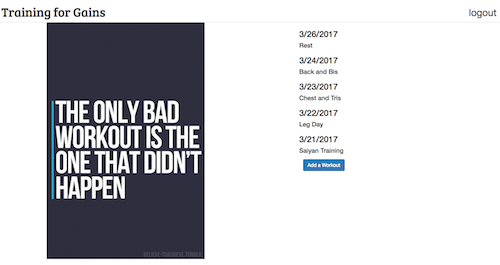 Training for Gains
logout
THE ONLY BAD
WORKOUT IS THE
ONE THAT DIDN'T
HAPPEN
3/26/2017
Rest
3/24/2017
Back and Bis
3/23/2017
Chest and Tris
3/22/2017
Leg Day
3/21/2017
Saiyan Training
Add a Workout